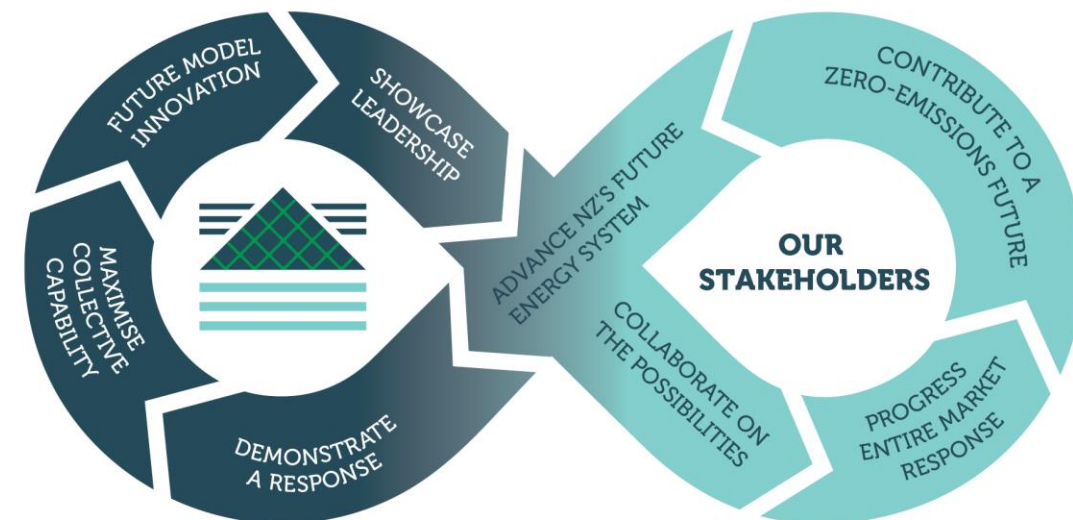 FUTURE MODEL
INNOVATION
SHOWCASE
LEADERSHIP
MAXIMISE
COLLECTIVE
CAPABILITY
DEMONSTRATE
A RESPONSE
ADVANCE NZ'S FUTURE
ENERGY SYSTEM
CONTRIBUTE TO A
ZERO-EMISSIONS FUTURE
OUR
STAKEHOLDERS
COLLABORATE ON
THE POSSIBILITIES
PROGRESS
ENTIRE MARKET
RESPONSE